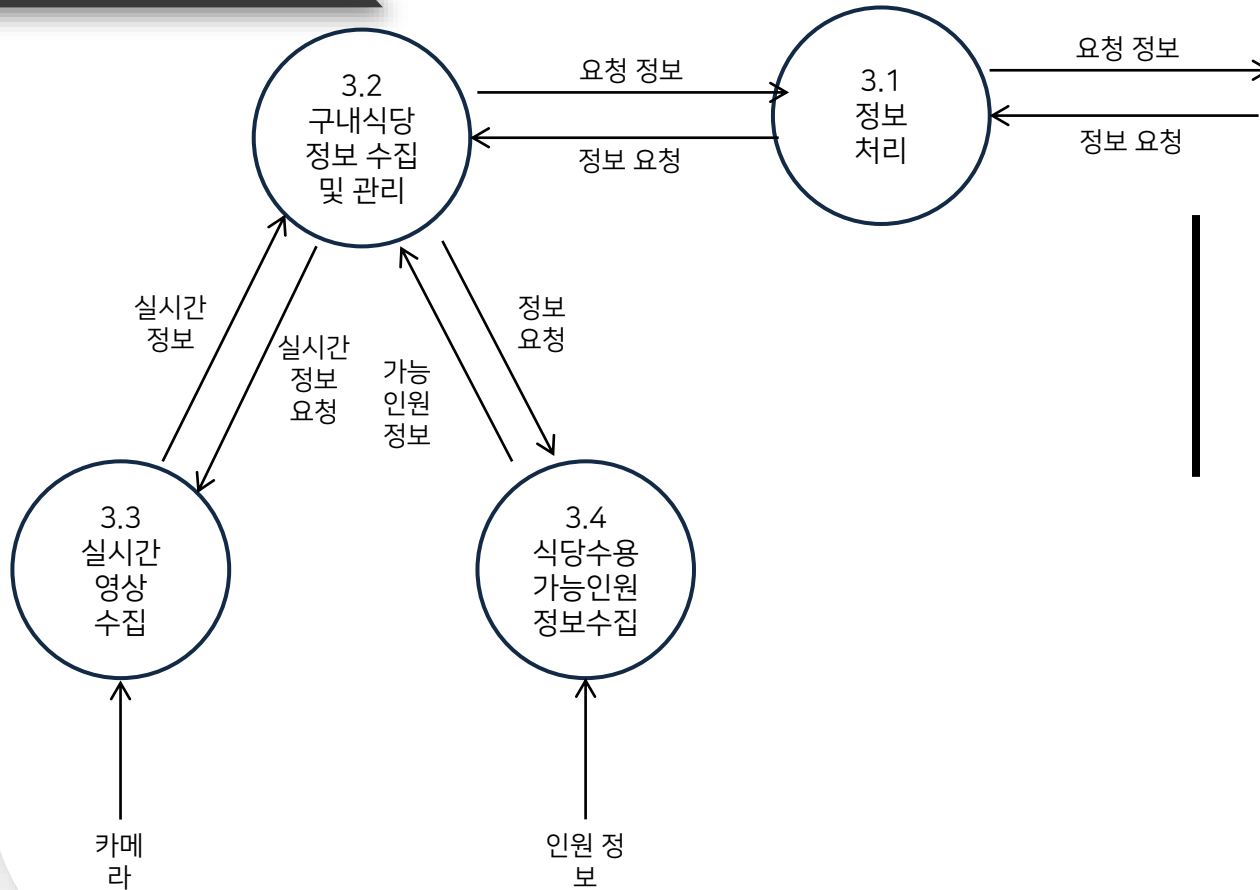 요청 정보
3.2
구내식당
정보 수집
및 관리
요청 정보
정보 요청
3.1
정보
처리
정보 요청
실시간
정보
실시간
정보
요청
가능
인원
정보
정보
요청
3.3
실시간
영상
수집
3.4
식당수용
가능인원
정보수집
카메
라
인원 정
보